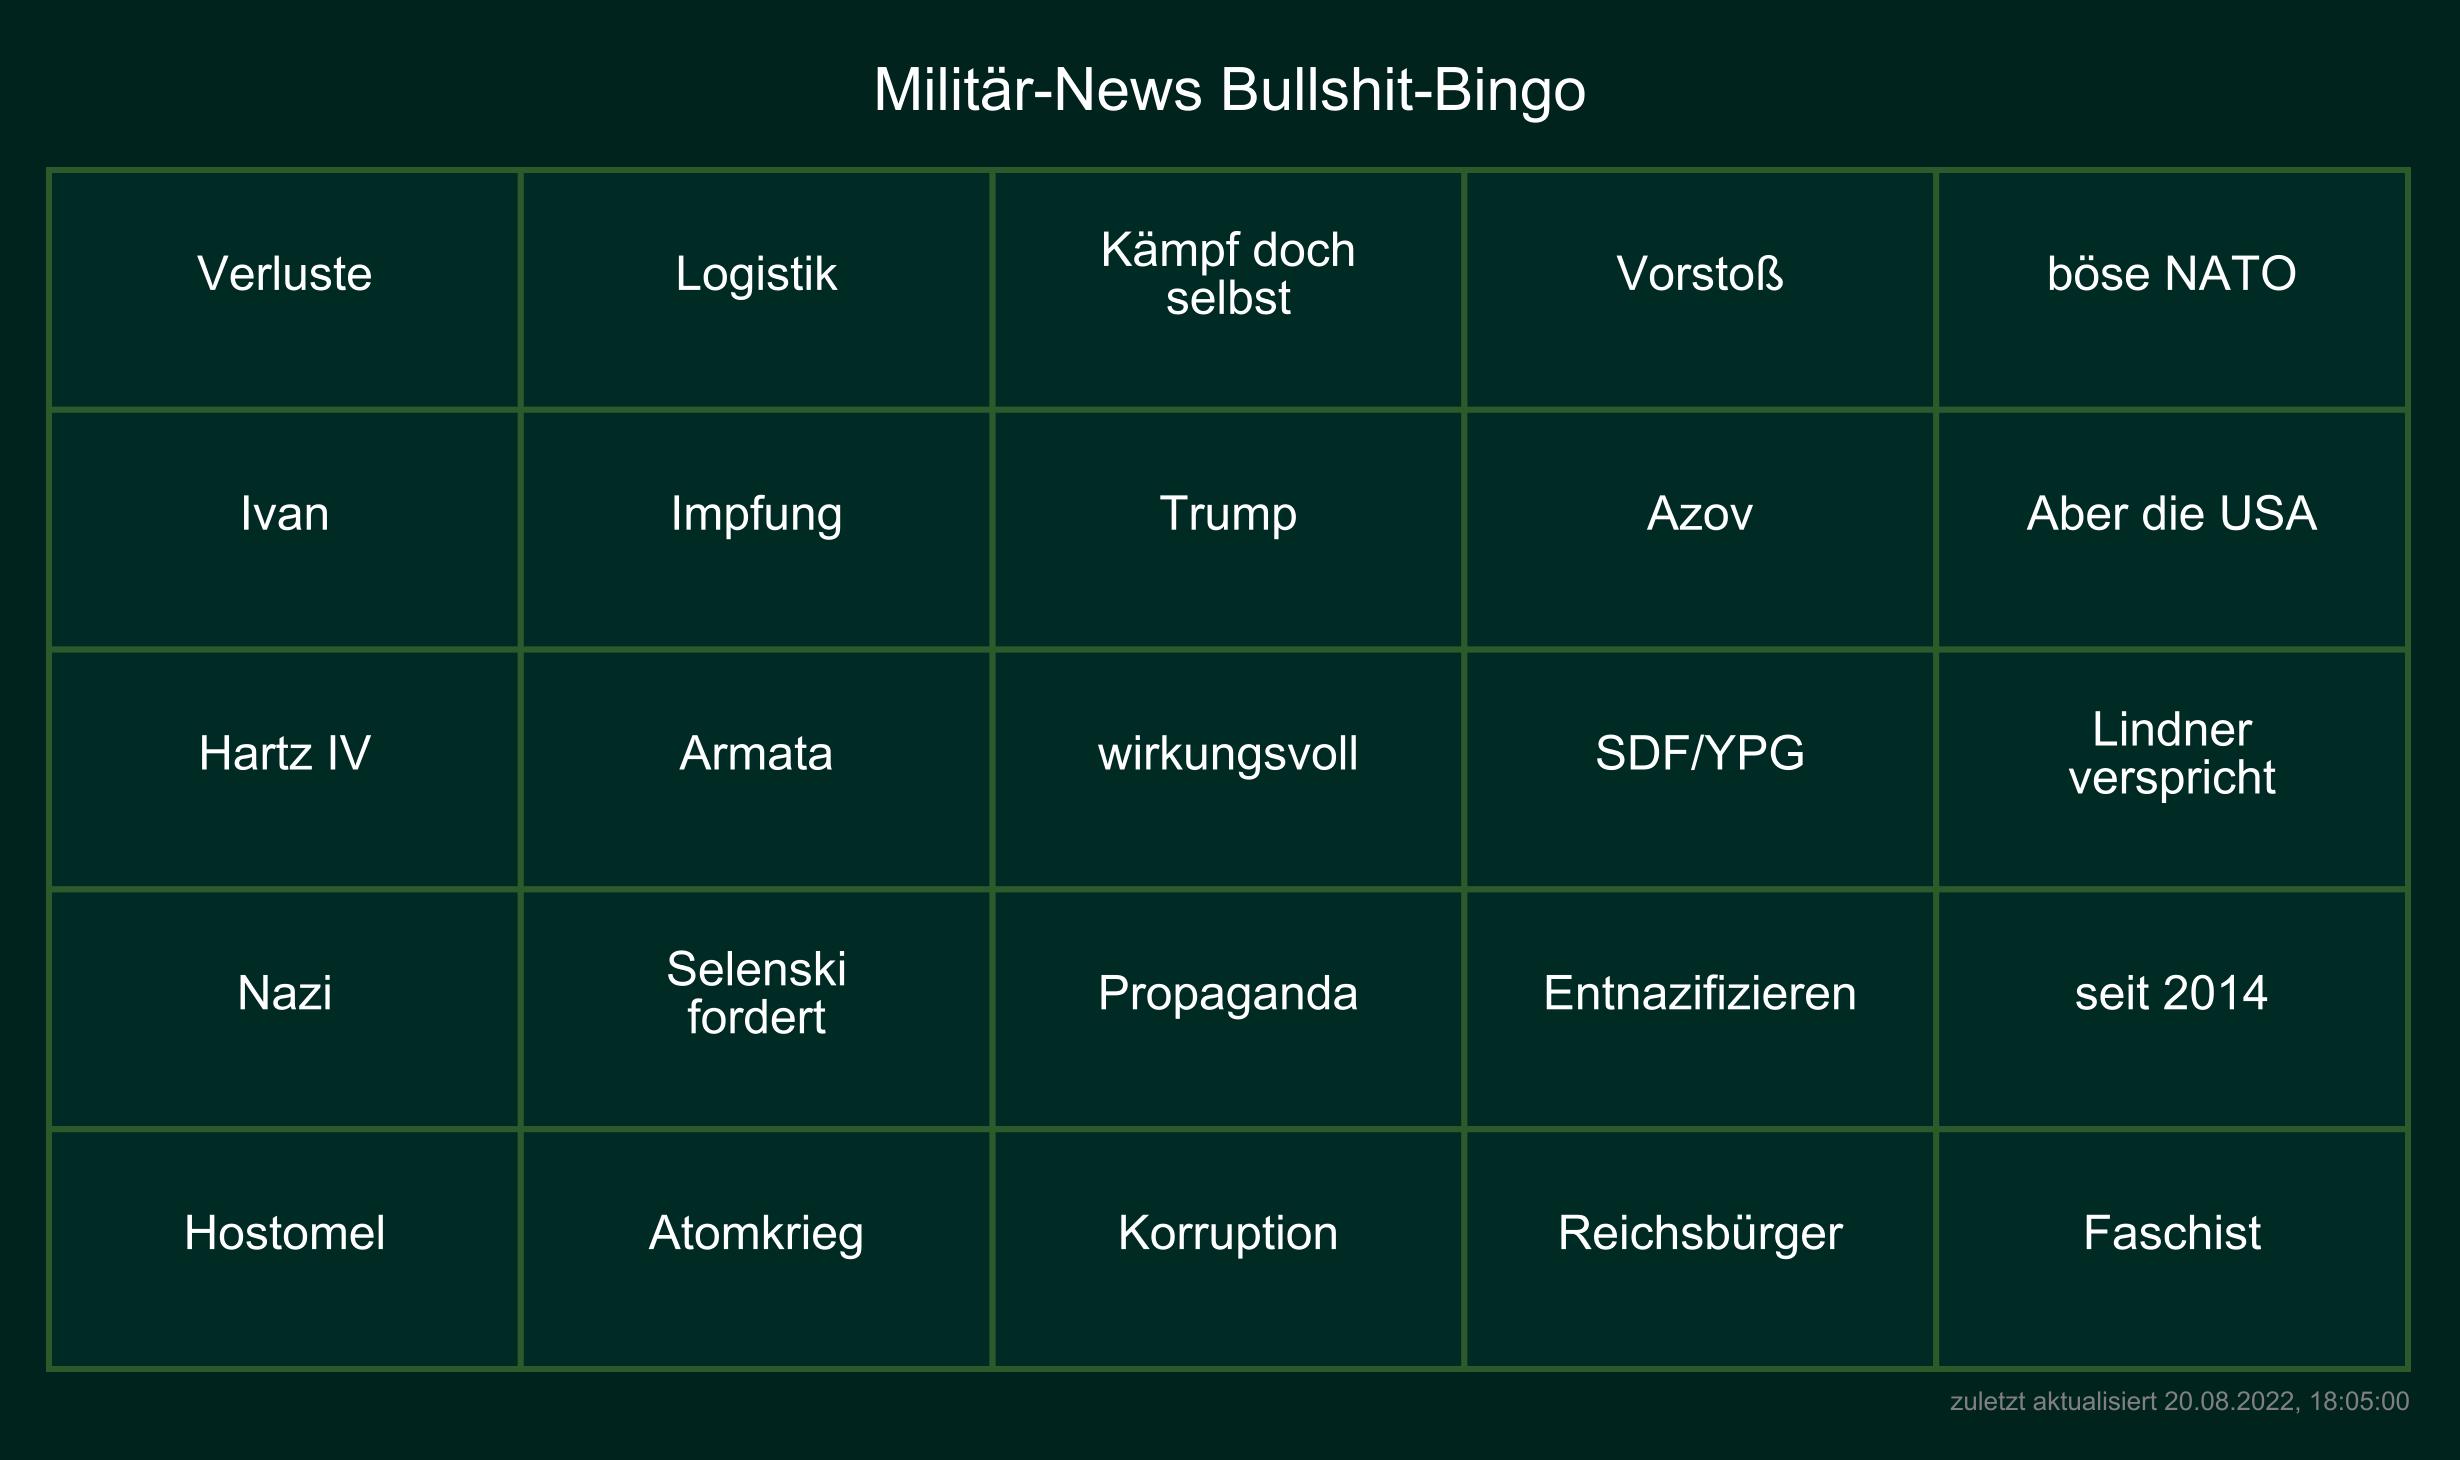 Militär-News Bullshit-Bingo
Verluste
Logistik
Kämpf doch
selbst
Vorstoß
böse NATO
Ivan
Impfung
Trump
Azov
Aber die USA
Hartz IV
Armata
wirkungsvoll
SDF/YPG
Lindner
verspricht
Nazi
Selenski
fordert
Propaganda
Entnazifizieren
seit 2014
Hostomel
Atomkrieg
Korruption
Reichsbürger
Faschist
zuletzt aktualisiert 20.08.2022, 18:05:00